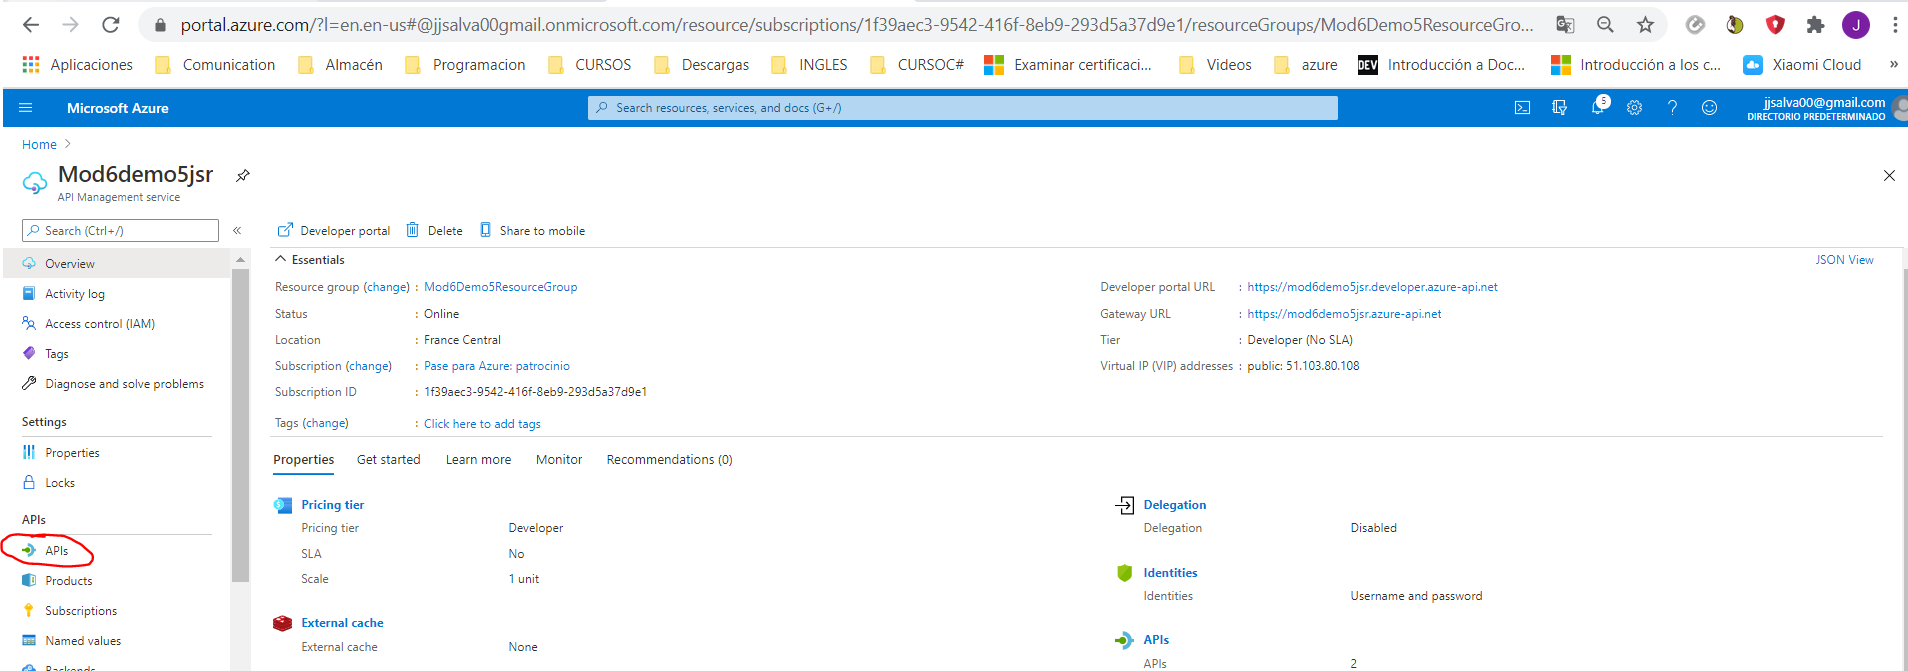 portal.azure.com/?l=en.en-us#@jjsalva00gmail.onmicrosoft.com/resource/subscriptions/1f39aec3-9542-416f-8eb9-293d5a37d9e1/resourceGroups/Mod6Demo5ResourceGro...
J
Aplicaciones Comunication Almacén Programacion CURSOS Descargas INGLES CURSOC# Examinar certificaci... Videos azure DEV Introducción a Doc... Introducción a los c... Xiaomi Cloud »
Microsoft Azure
Search resources, services, and docs (G+/)
5
jjsalva00@gmail.com
DIRECTORIO PREDETERMINADO
Home >
Mod6demo5jsr
API Management service
Search (Ctrl+/) «
Overview
Activity log
Access control (IAM)
Tags
Diagnose and solve problems
Settings
Properties
Locks
APIs
APIs
Products
Subscriptions
Named values
Backends
Developer portal Delete Share to mobile
Essentials
JSON View
Resource group (change) : Mod6Demo5ResourceGroup
Status : Online
Location : France Central
Subscription (change) : Pase para Azure: patrocinio
Subscription ID : 1f39aec3-9542-416f-8eb9-293d5a37d9e1
Tags (change) : Click here to add tags
Developer portal URL : https://mod6demo5jsr.developer.azure-api.net
Gateway URL : https://mod6demo5jsr.azure-api.net
Tier : Developer (No SLA)
Virtual IP (VIP) addresses : public: 51.103.80.108
Properties Get started Learn more Monitor Recommendations (0)
Pricing tier
Pricing tier Developer
SLA No
Scale 1 unit
External cache
External cache None
Delegation
Delegation Disabled
Identities
Identities Username and password
APIs
APIs 2